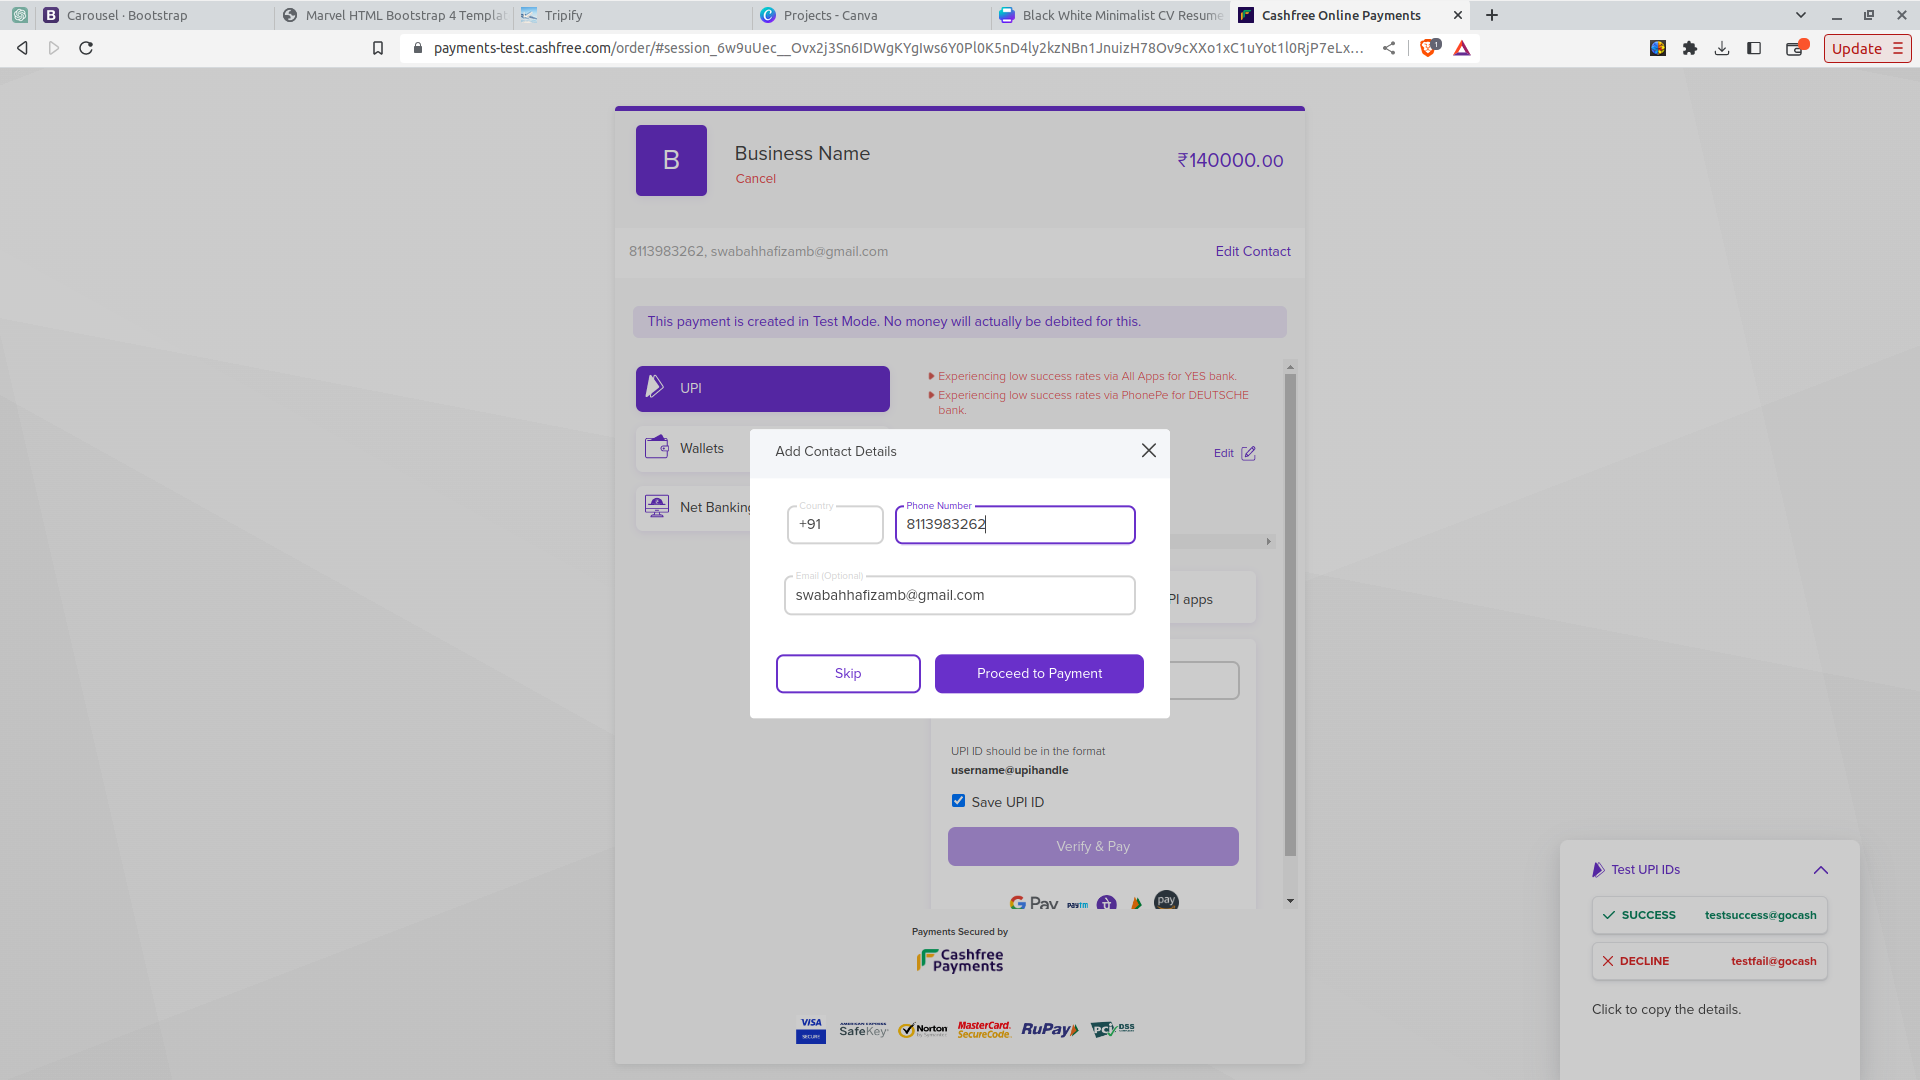 Carousel · Bootstrap
Marvel HTML Bootstrap 4 Templat
Tripify
Projects - Canva
Black White Minimalist CV Resume
Cashfree Online Payments
payments-test.cashfree.com/order/#session_6w9uUec__Ovx2j3Sn6IDWgKYgIws6Y0Pl0K5nD4ly2kzNBn1JnuizH78Ov9cXXo1xC1uYot1l0RjP7eLx...
1
Update
B
Business Name
Cancel
₹140000.00
8113983262, swabahhafizamb@gmail.com
Edit Contact
This payment is created in Test Mode. No money will actually be debited for this.
UPI
Wallets
Net Banking
Experiencing low success rates via All Apps for YES bank.
Experiencing low success rates via PhonePe for DEUTSCHE
bank.
Edit
Add Contact Details
Country
+91
Phone Number
8113983262
Email (Optional)
swabahhafizamb@gmail.com
Skip
Proceed to Payment
PI apps
UPI ID should be in the format
username@upihandle
Save UPI ID
Verify & Pay
G Pay
paytm
pay
Payments Secured by
Cashfree
Payments
VISA
SECURE
AMERICAN EXPRESS
SafeKey
Norton
MasterCard.
SecureCode.
RuPay
PCI DSS
Test UPI IDs
SUCCESS
testsuccess@gocash
DECLINE
testfail@gocash
Click to copy the details.